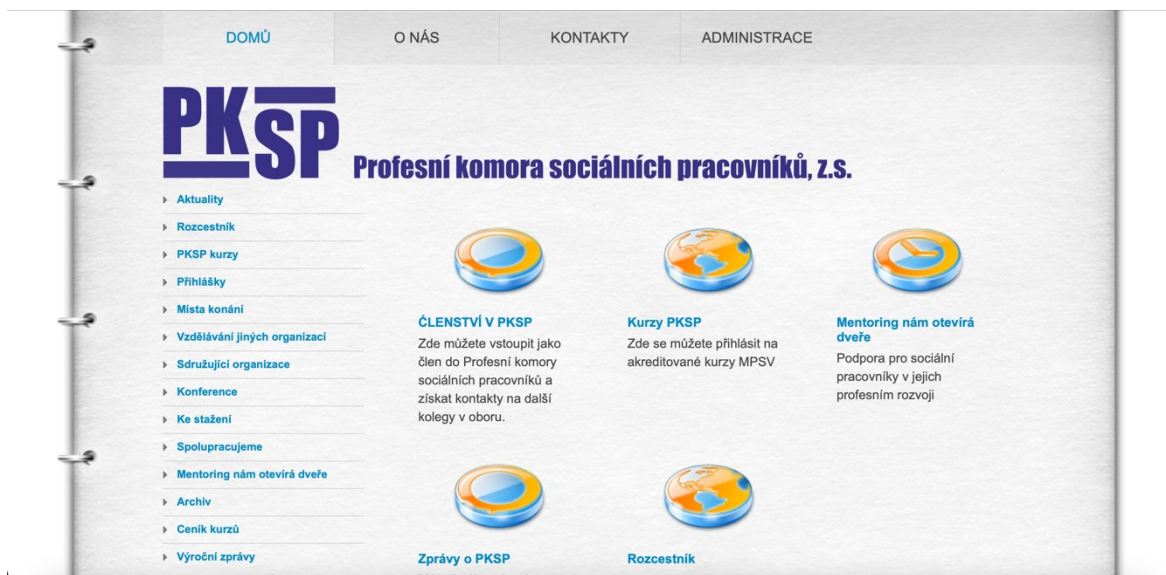 DOMŮ
O NÁS
KONTAKTY
ADMINISTRACE
PKSP
Profesní komora sociálních pracovníků, z.s.
Aktuality
Rozcestník
PKSP kurzy
Přihlášky
Místa konání
Vzdělávání jiných organizací
Sdružující organizace
Konference
Ke stažení
Spolupracujeme
Mentoring nám otevírá dveře
Archiv
Ceník kurzů
Výroční zprávy
ČLENSTVÍ V PKSP
Zde můžete vstoupit jako
člen do Profesní komory
sociálních pracovníků a
získat kontakty na další
kolegy v oboru.
Kurzy PKSP
Zde se můžete přihlásit na
akreditované kurzy MPSV
Mentoring nám otevírá
dveře
Podpora pro sociální
pracovníky v jejich
profesním rozvoji
Zprávy o PKSP
Rozcestník